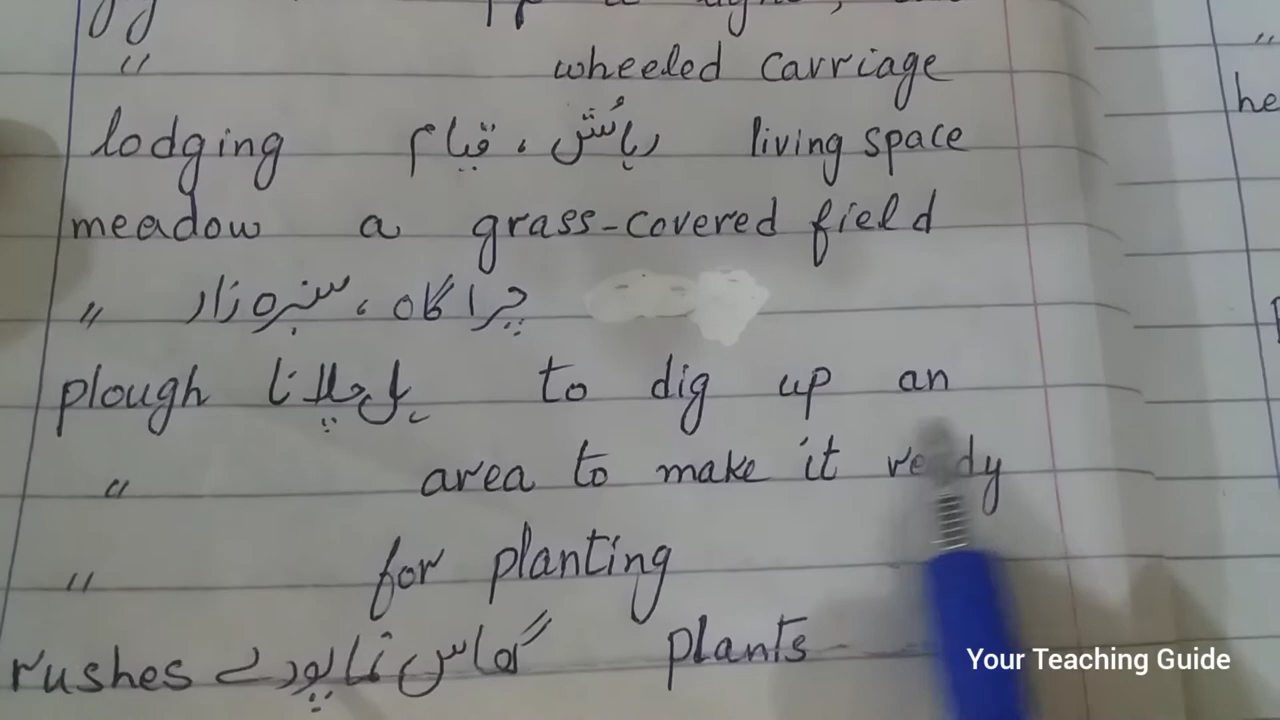 " wheeled carriage
lodging رہائش، قیام living space
meadow a grass-covered field
" چراگاہ، سبزہ زار
plough ہل چلانا to dig up an
" area to make it ready
" for planting
rushes گھاس نما پودے plants
he
Your Teaching Guide